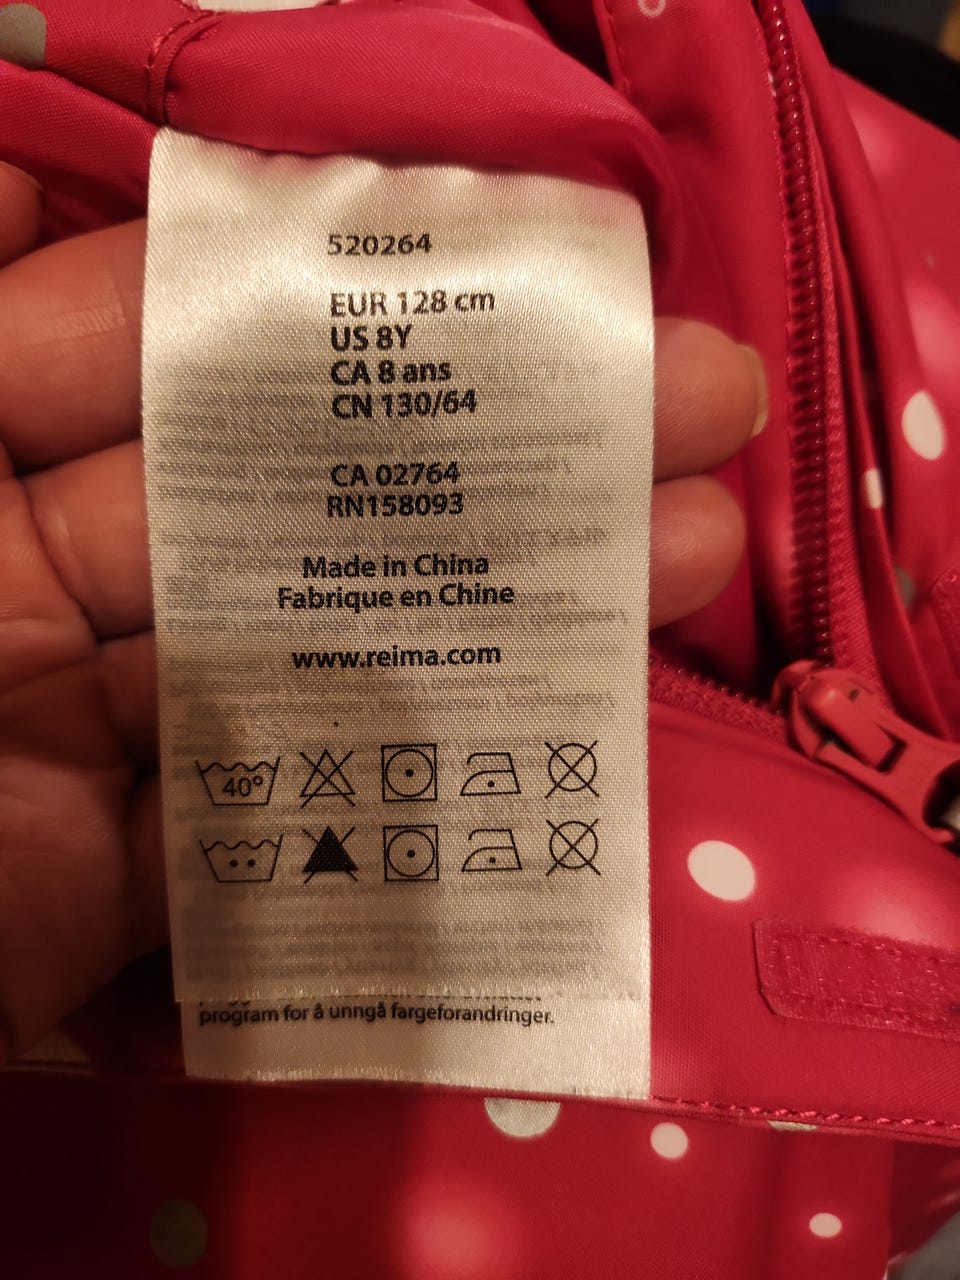 520264
EUR 128 cm
US 8Y
CA 8 ans
CN 130/64
CA 02764
RN158093
Made in China
Fabrique en Chine
www.reima.com
40°
program for å unngå fargeforandringer.